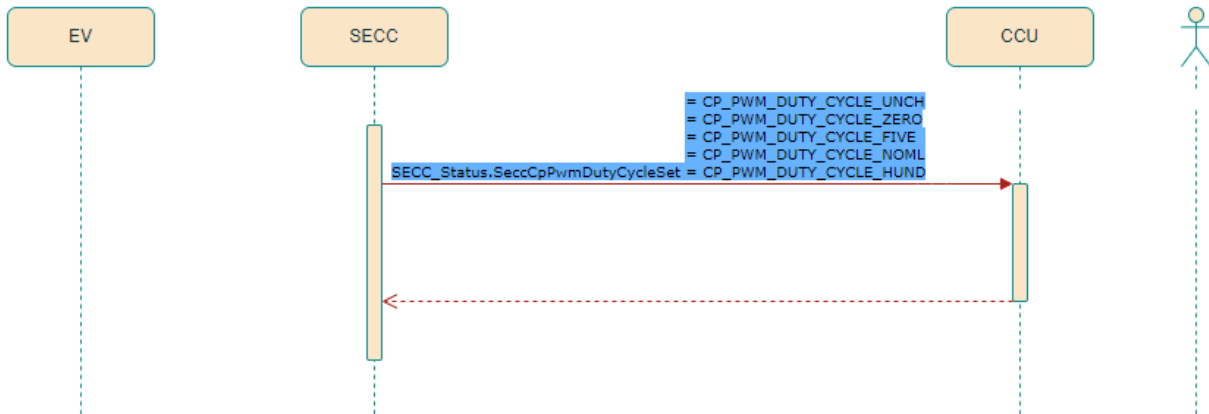 EV
SECC
CCU
= CP_PWM_DUTY_CYCLE_UNCH
= CP_PWM_DUTY_CYCLE_ZERO
= CP_PWM_DUTY_CYCLE_FIVE
= CP_PWM_DUTY_CYCLE_NOML
SECC_Status.SeccCpPwmDutyCycleSet = CP_PWM_DUTY_CYCLE_HUND